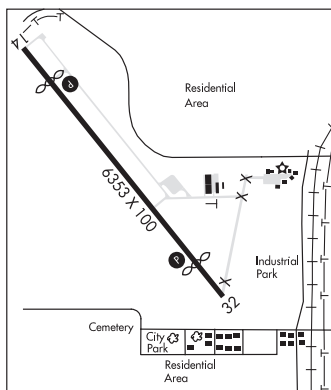 14
Residential
Area
P
6353 X 100
P
32
Industrial
Park
Cemetery
City
Park
Residential
Area